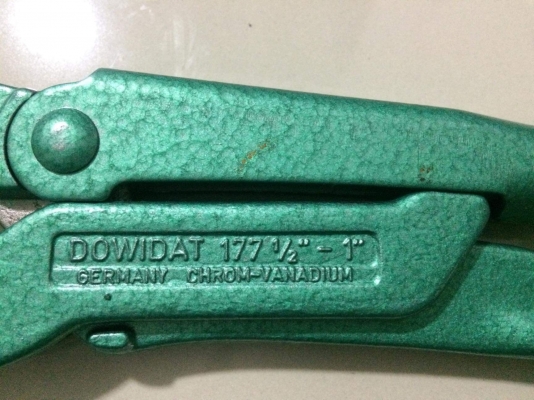 DOWIDAT 177 1/2" - 1"
GERMANY CHROM-VANADIUM